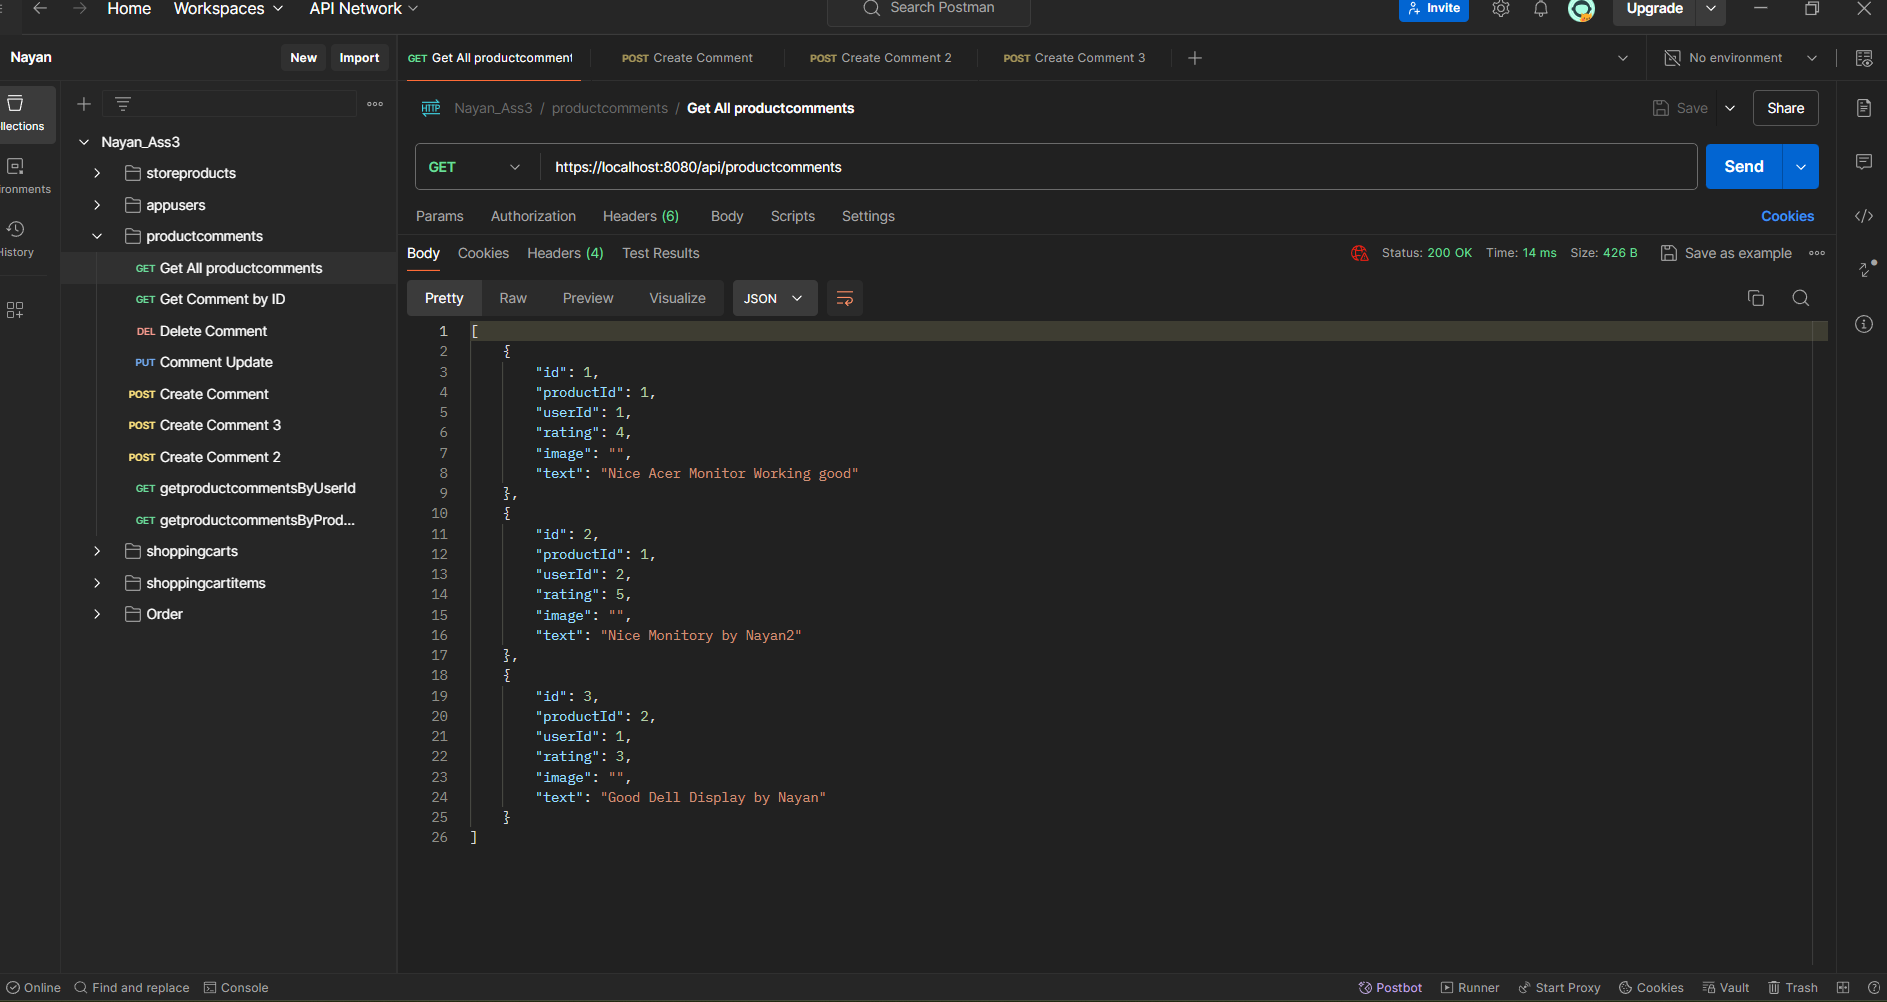 Home Workspaces API Network Search Postman Invite Upgrade
Nayan New Import
GET Get All productcomment POST Create Comment POST Create Comment 2 POST Create Comment 3 No environment
llections
ironments
History
Nayan_Ass3
storeproducts
appusers
productcomments
GET Get All productcomments
GET Get Comment by ID
DEL Delete Comment
PUT Comment Update
POST Create Comment
POST Create Comment 3
POST Create Comment 2
GET getproductcommentsByUserId
GET getproductcommentsByProd...
shoppingcarts
shoppingcartitems
Order
HTTP Nayan_Ass3 / productcomments / Get All productcomments Save Share
GET https://localhost:8080/api/productcomments Send
Params Authorization Headers (6) Body Scripts Settings Cookies
Body Cookies Headers (4) Test Results Status: 200 OK Time: 14 ms Size: 426 B Save as example
Pretty Raw Preview Visualize JSON
1 [
2 {
3 "id": 1,
4 "productId": 1,
5 "userId": 1,
6 "rating": 4,
7 "image": "",
8 "text": "Nice Acer Monitor Working good"
9 },
10 {
11 "id": 2,
12 "productId": 1,
13 "userId": 2,
14 "rating": 5,
15 "image": "",
16 "text": "Nice Monitory by Nayan2"
17 },
18 {
19 "id": 3,
20 "productId": 2,
21 "userId": 1,
22 "rating": 3,
23 "image": "",
24 "text": "Good Dell Display by Nayan"
25 }
26 ]
Online Find and replace Console Postbot Runner Start Proxy Cookies Vault Trash